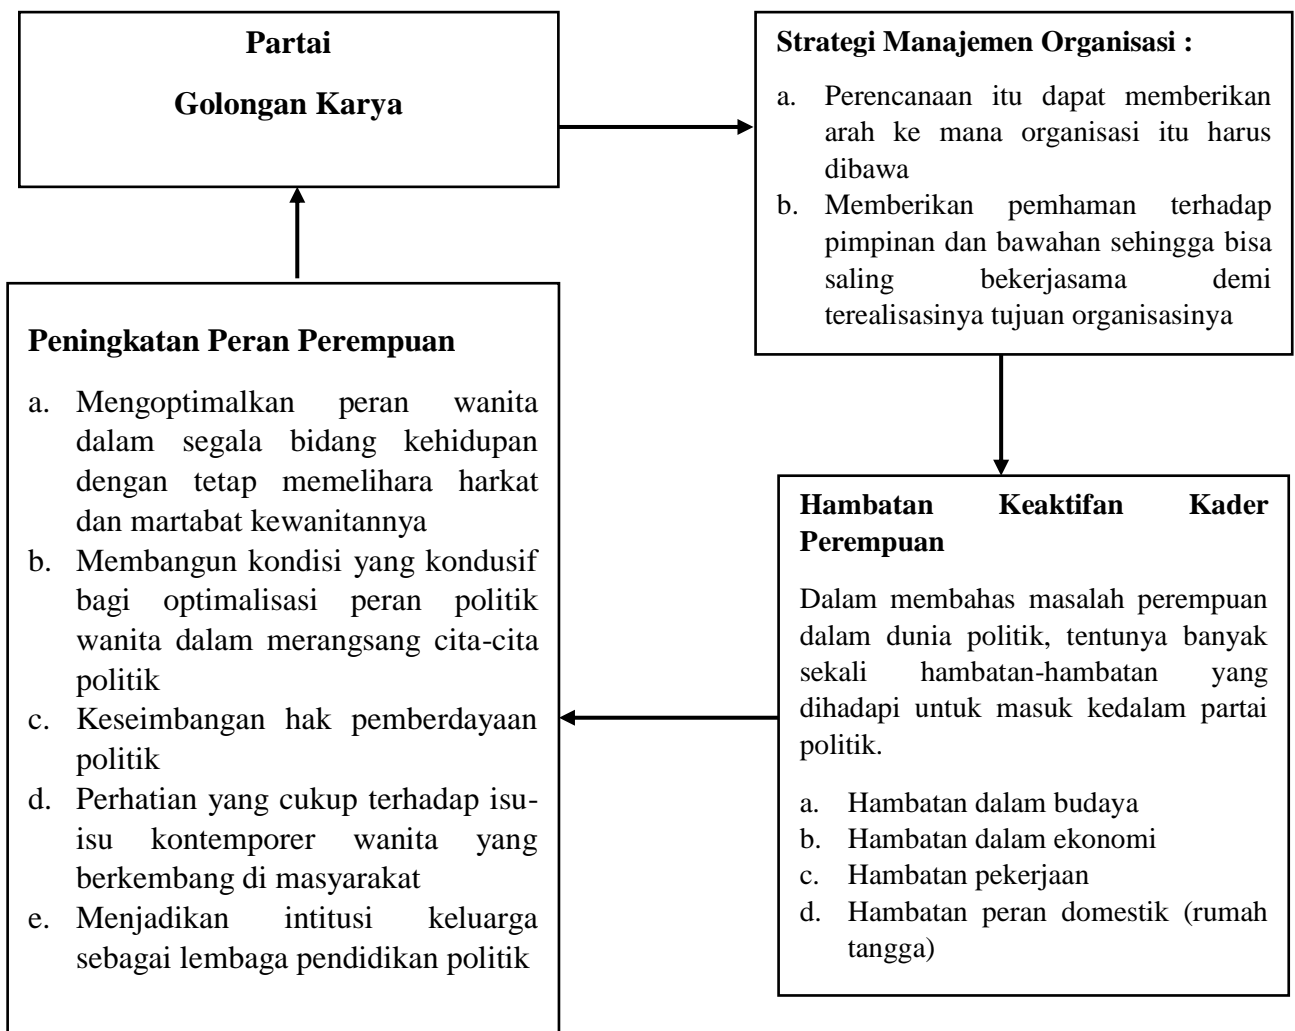 Partai
Golongan Karya
Strategi Manajemen Organisasi :
a. Perencanaan itu dapat memberikan
arah ke mana organisasi itu harus
dibawa
b. Memberikan pemhaman terhadap
pimpinan dan bawahan sehingga bisa
saling bekerjasama demi
terealisasinya tujuan organisasinya
Hambatan Keaktifan Kader
Perempuan
Dalam membahas masalah perempuan
dalam dunia politik, tentunya banyak
sekali hambatan-hambatan yang
dihadapi untuk masuk kedalam partai
politik.
a. Hambatan dalam budaya
b. Hambatan dalam ekonomi
c. Hambatan pekerjaan
d. Hambatan peran domestik (rumah
tangga)
Peningkatan Peran Perempuan
a. Mengoptimalkan peran wanita
dalam segala bidang kehidupan
dengan tetap memelihara harkat
dan martabat kewanitannya
b. Membangun kondisi yang kondusif
bagi optimalisasi peran politik
wanita dalam merangsang cita-cita
politik
c. Keseimbangan hak pemberdayaan
politik
d. Perhatian yang cukup terhadap isu-
isu kontemporer wanita yang
berkembang di masyarakat
e. Menjadikan intitusi keluarga
sebagai lembaga pendidikan politik